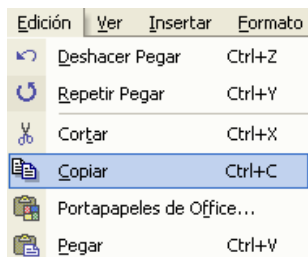 Edición Ver Insertar Formato
Deshacer Pegar Ctrl+Z
Repetir Pegar Ctrl+Y
Cortar Ctrl+X
Copiar Ctrl+C
Portapapeles de Office...
Pegar Ctrl+V